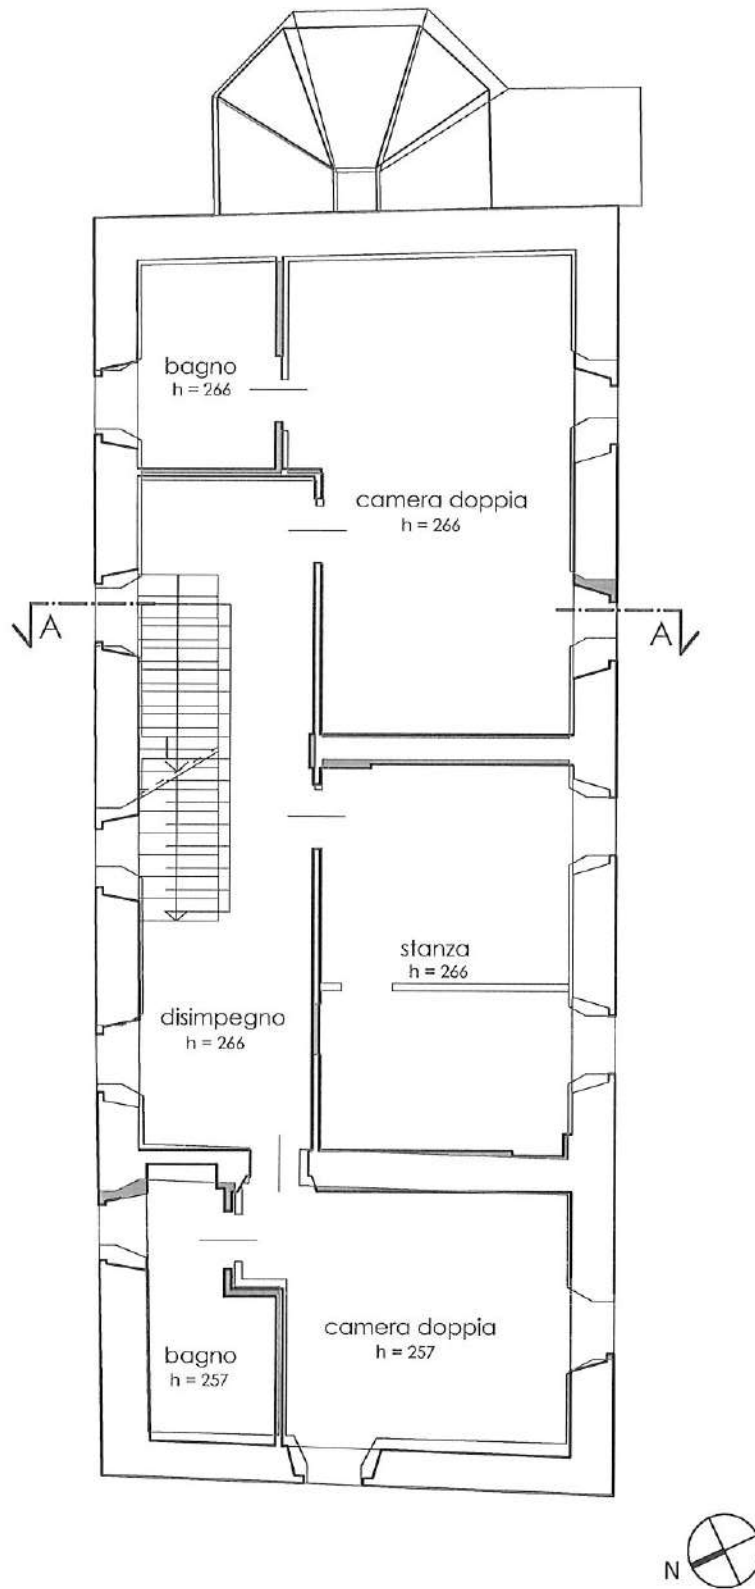 bagno
h = 266
camera doppia
h = 266
A
A
stanza
h = 266
disimpegno
h = 266
camera doppia
h = 257
bagno
h = 257
N